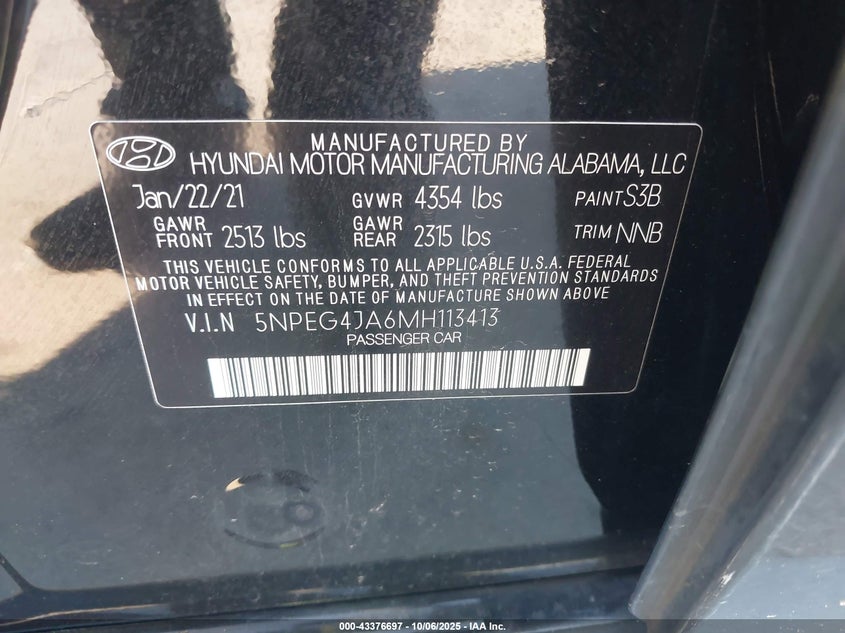 MANUFACTURED BY
HYUNDAI MOTOR MANUFACTURING ALABAMA, LLC
Jan/22/21 GVWR 4354 lbs PAINT S3B
GAWR FRONT 2513 lbs GAWR REAR 2315 lbs TRIM NNB
THIS VEHICLE CONFORMS TO ALL APPLICABLE U.S.A. FEDERAL
MOTOR VEHICLE SAFETY, BUMPER, AND THEFT PREVENTION STANDARDS
IN EFFECT ON THE DATE OF MANUFACTURE SHOWN ABOVE
V.I.N 5NPEG4JA6MH113413
PASSENGER CAR
000-43376697 - 10/06/2025 - IAA Inc.